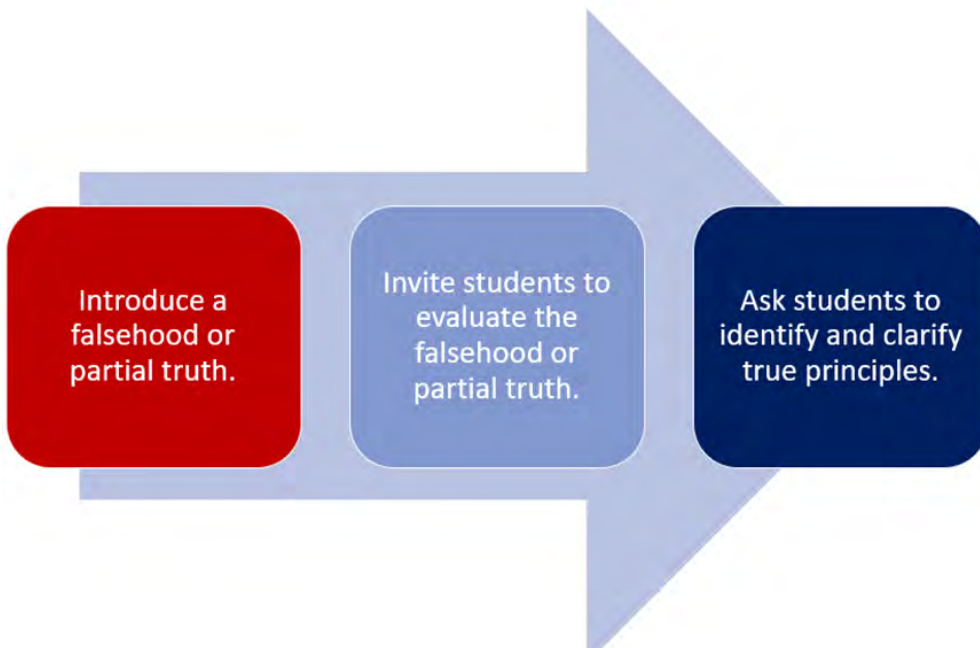 Introduce a
falsehood or
partial truth.
Invite students to
evaluate the
falsehood or
partial truth.
Ask students to
identify and clarify
true principles.